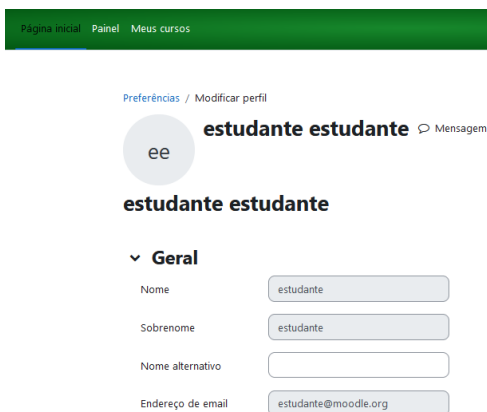 Página inicial Painel Meus cursos
Preferências / Modificar perfil
ee
estudante estudante Mensagem
estudante estudante
Geral
Nome estudante
Sobrenome estudante
Nome alternativo
Endereço de email estudante@moodle.org